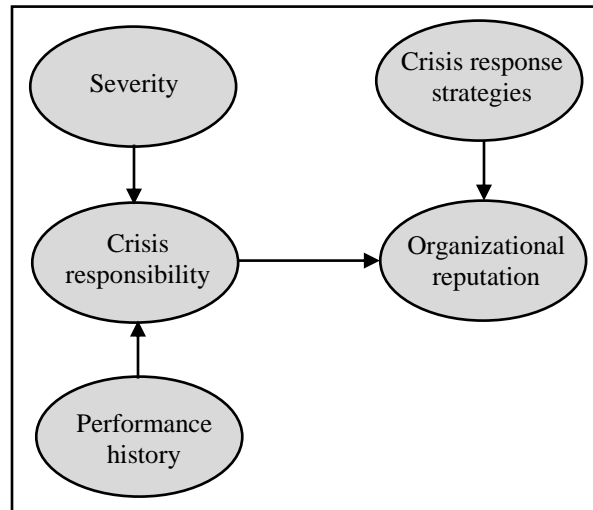 Severity
Crisis response
strategies
Crisis
responsibility
Organizational
reputation
Performance
history